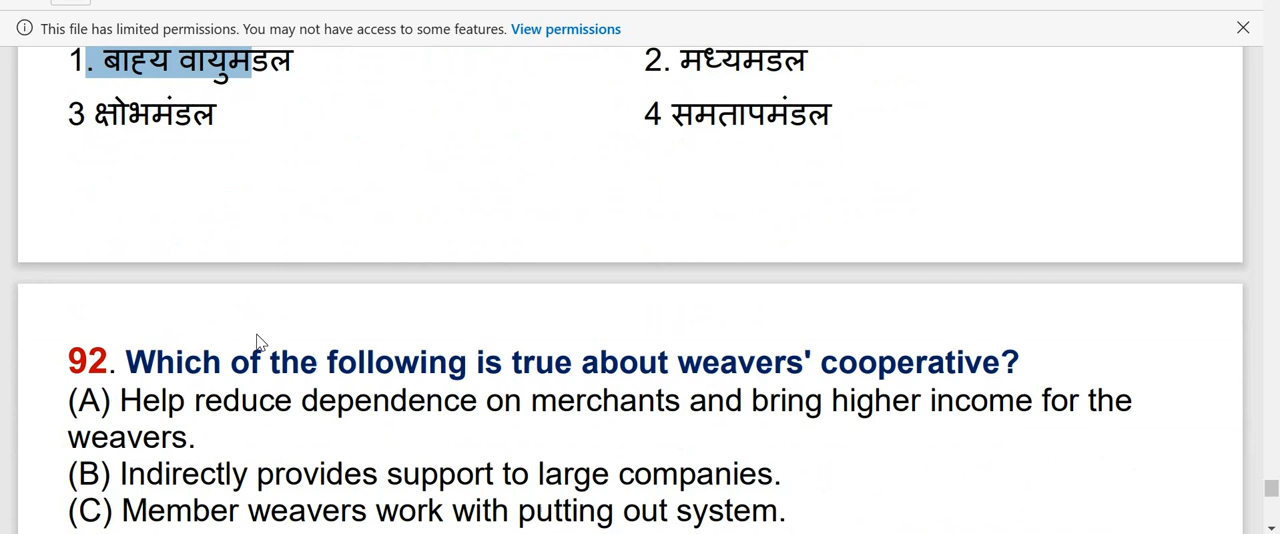 This file has limited permissions. You may not have access to some features. View permissions
1. बाह्य वायुमडल 2. मध्यमडल
3 क्षोभमंडल 4 समतापमंडल
92. Which of the following is true about weavers' cooperative?
(A) Help reduce dependence on merchants and bring higher income for the
weavers.
(B) Indirectly provides support to large companies.
(C) Member weavers work with putting out system.